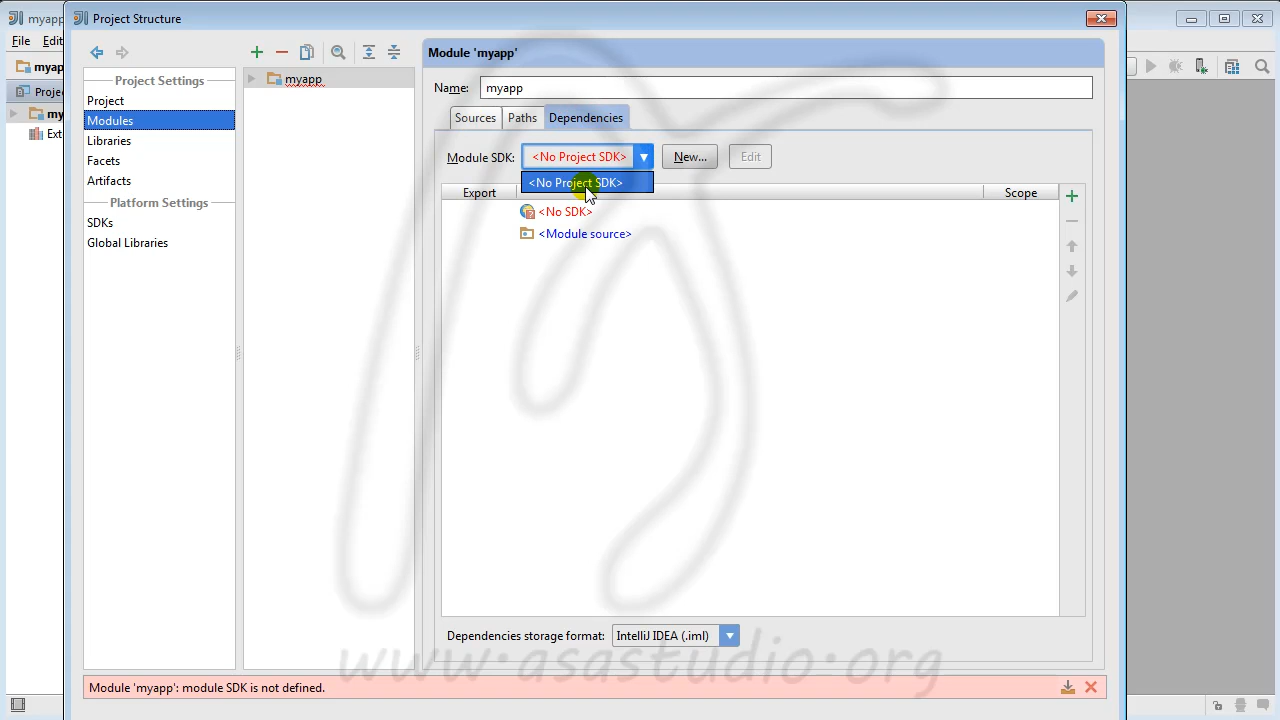 myapp
Project Structure
File
Edit
myapp
Project
my
Ext
Project Settings
Project
Modules
Libraries
Facets
Artifacts
Platform Settings
SDKs
Global Libraries
myapp
Module 'myapp'
Name: myapp
Sources Paths Dependencies
Module SDK: <No Project SDK> New... Edit
<No Project SDK>
Export Scope
<No SDK>
<Module source>
Dependencies storage format: IntelliJ IDEA (.iml)
www.asastudio.org
Module 'myapp': module SDK is not defined.